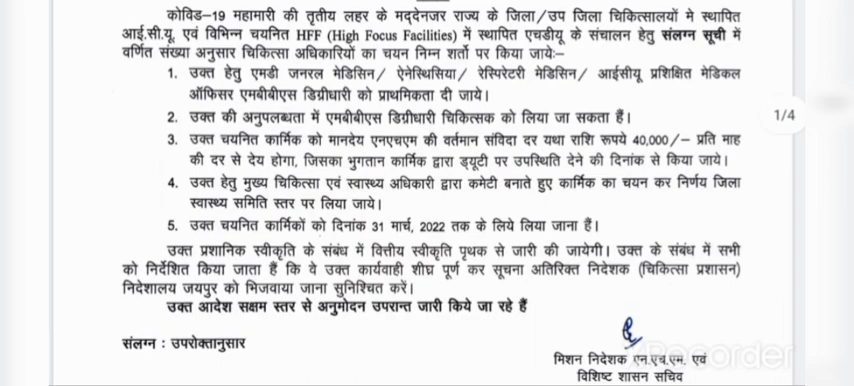 कोविड–19 महामारी की तृतीय लहर के मद्देनजर राज्य के जिला/उप जिला चिकित्सालयों मे स्थापित
आई.सी.यू. एवं विभिन्न चयनित HFF (High Focus Facilities) में स्थापित एचडीयू के संचालन हेतु संलग्न सूची में
वर्णित संख्या अनुसार चिकित्सा अधिकारियों का चयन निम्न शर्तो पर किया जायेः–
1. उक्त हेतु एमडी जनरल मेडिसिन/ ऐनेस्थिसिया/ रेस्पिरेटरी मेडिसिन/ आईसीयू प्रशिक्षित मेडिकल
ऑफिसर एमबीबीएस डिग्रीधारी को प्राथमिकता दी जाये।
2. उक्त की अनुपलब्धता में एमबीबीएस डिग्रीधारी चिकित्सक को लिया जा सकता हैं।
1/4
3. उक्त चयनित कार्मिक को मानदेय एनएचएम की वर्तमान संविदा दर यथा राशि रूपये 40,000/– प्रति माह
की दर से देय होगा, जिसका भुगतान कार्मिक द्वारा ड्यूटी पर उपस्थिति देने की दिनांक से किया जाये।
4. उक्त हेतु मुख्य चिकित्सा एवं स्वास्थ्य अधिकारी द्वारा कमेटी बनाते हुए कार्मिक का चयन कर निर्णय जिला
स्वास्थ्य समिति स्तर पर लिया जाये।
5. उक्त चयनित कार्मिकों को दिनांक 31 मार्च, 2022 तक के लिये लिया जाना हैं।
उक्त प्रशानिक स्वीकृति के संबंध में वित्तीय स्वीकृति पृथक से जारी की जायेगी। उक्त के संबंध में सभी
को निर्देशित किया जाता हैं कि वे उक्त कार्यवाही शीघ्र पूर्ण कर सूचना अतिरिक्त निदेशक (चिकित्सा प्रशासन)
निदेशालय जयपुर को भिजवाया जाना सुनिश्चित करें।
उक्त आदेश सक्षम स्तर से अनुमोदन उपरान्त जारी किये जा रहे हैं
संलग्न : उपरोक्तानुसार
मिशन निदेशक एन.एच.एम. एवं
विशिष्ट शासन सचिव
Recorder